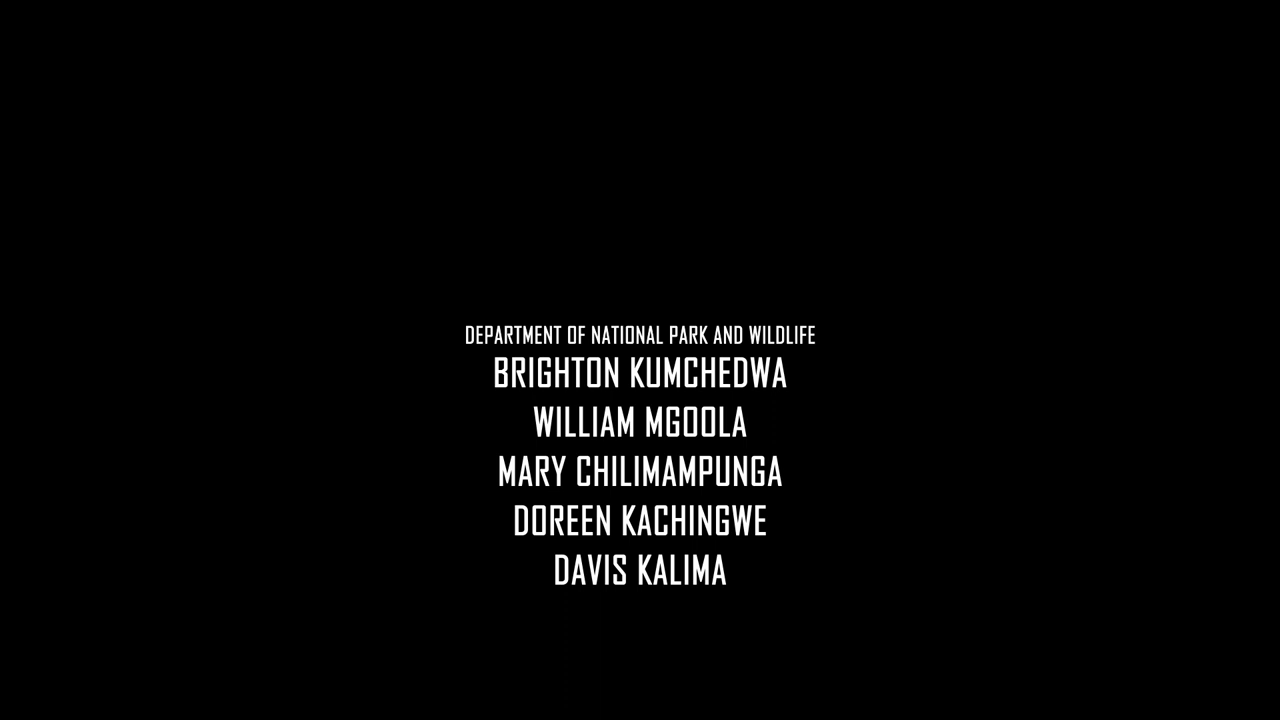 DEPARTMENT OF NATIONAL PARK AND WILDLIFE
BRIGHTON KUMCHEDWA
WILLIAM MGOOLA
MARY CHILIMAMPUNGA
DOREEN KACHINGWE
DAVIS KALIMA